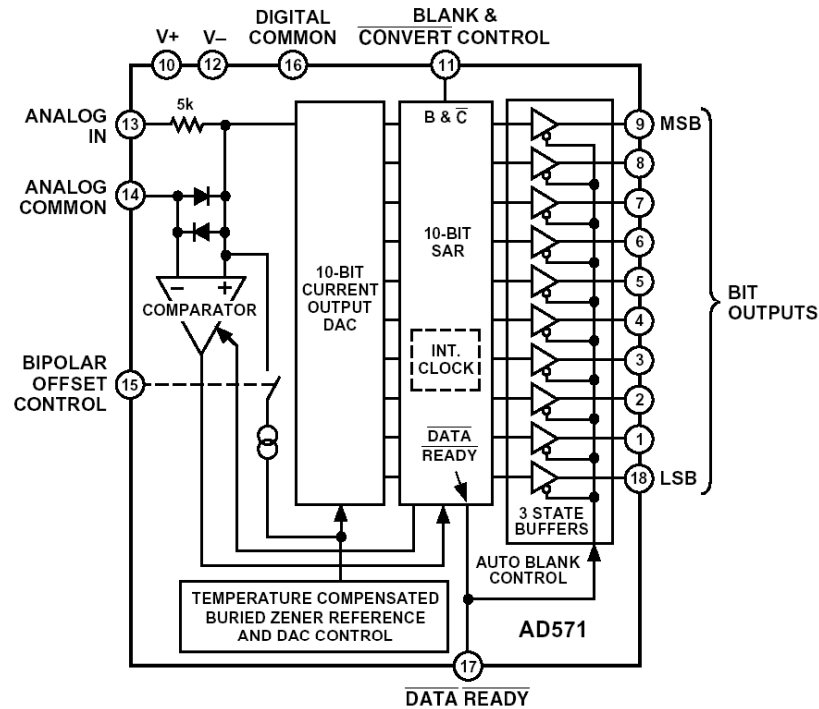 V+
V–
DIGITAL
COMMON
BLANK &
CONVERT CONTROL
10
12
16
11
ANALOG
IN
13
5k
B & C
9
MSB
ANALOG
COMMON
14
8
7
10-BIT
SAR
6
10-BIT
CURRENT
OUTPUT
DAC
– +
COMPARATOR
5
BIT
OUTPUTS
4
INT.
CLOCK
3
BIPOLAR
OFFSET
CONTROL
15
2
DATA
READY
1
18
LSB
3 STATE
BUFFERS
AUTO BLANK
CONTROL
TEMPERATURE COMPENSATED
BURIED ZENER REFERENCE
AND DAC CONTROL
AD571
17
DATA READY